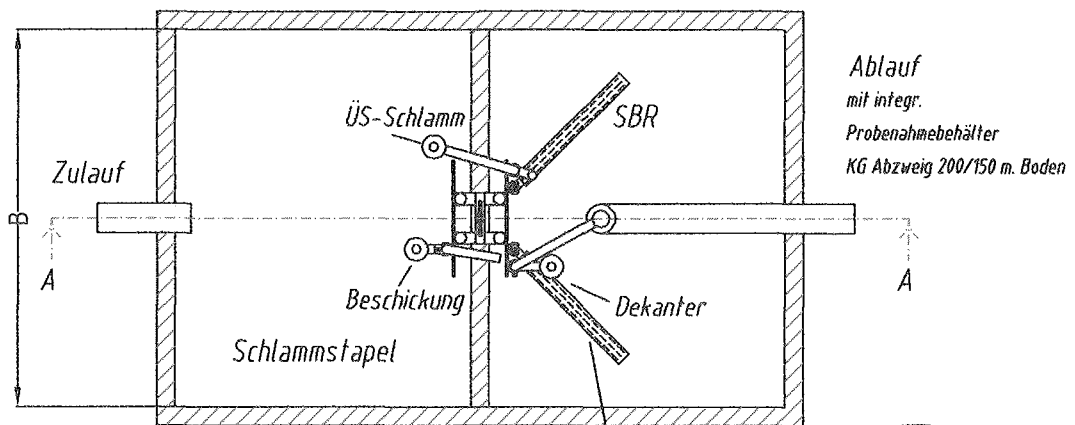 Ablauf
mit integr.
Probenahmebehälter
KG Abzweig 200/150 m. Boden
ÜS-Schlamm
SBR
Zulauf
B
A
A
Beschickung
Dekanter
Schlammstapel